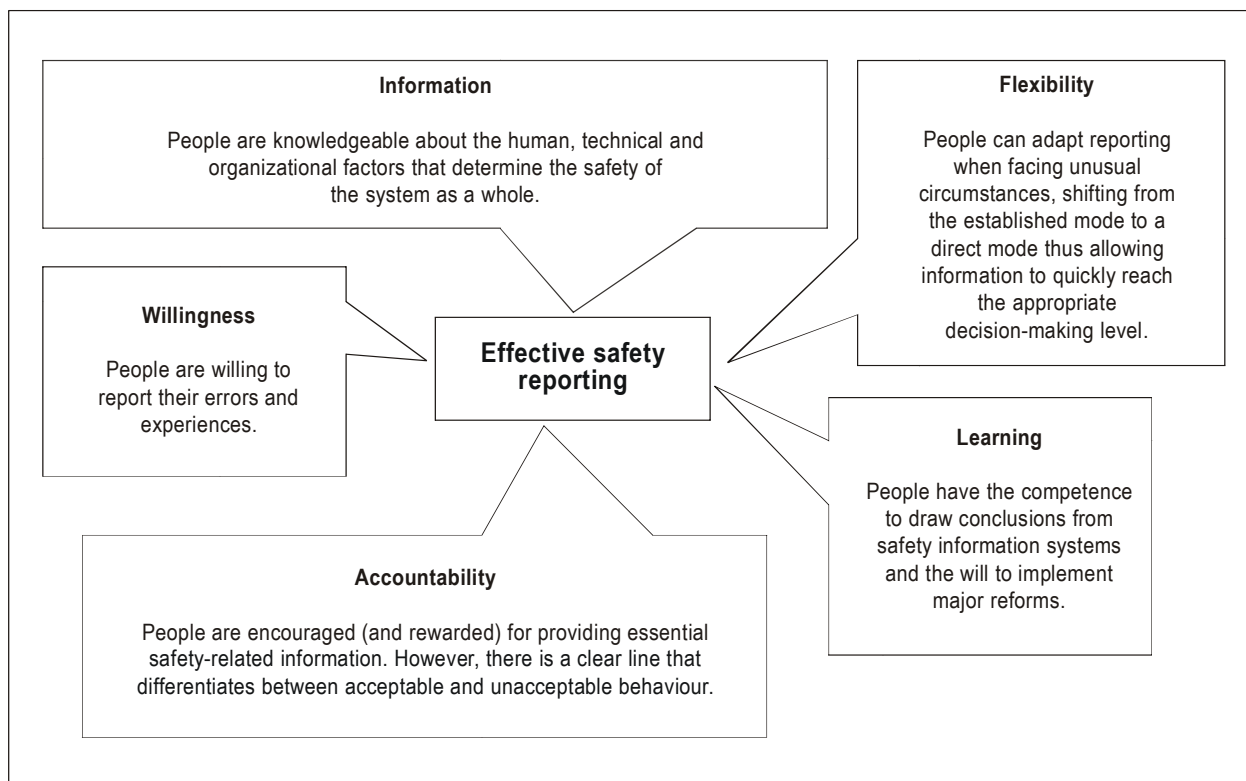 Information
People are knowledgeable about the human, technical and
organizational factors that determine the safety of
the system as a whole.
Flexibility
People can adapt reporting
when facing unusual
circumstances, shifting from
the established mode to a
direct mode thus allowing
information to quickly reach
the appropriate
decision-making level.
Willingness
People are willing to
report their errors and
experiences.
Effective safety
reporting
Learning
People have the competence
to draw conclusions from
safety information systems
and the will to implement
major reforms.
Accountability
People are encouraged (and rewarded) for providing essential
safety-related information. However, there is a clear line that
differentiates between acceptable and unacceptable behaviour.